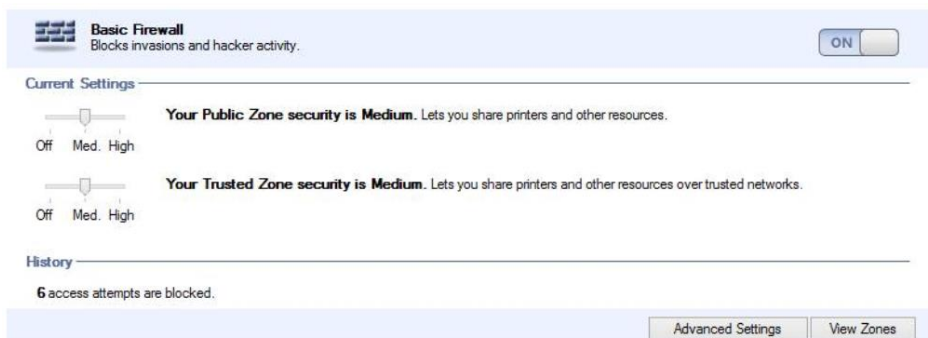 Basic Firewall
Blocks invasions and hacker activity.
ON
Current Settings
Your Public Zone security is Medium. Lets you share printers and other resources.
Off Med. High
Your Trusted Zone security is Medium. Lets you share printers and other resources over trusted networks.
Off Med. High
History
6 access attempts are blocked.
Advanced Settings View Zones